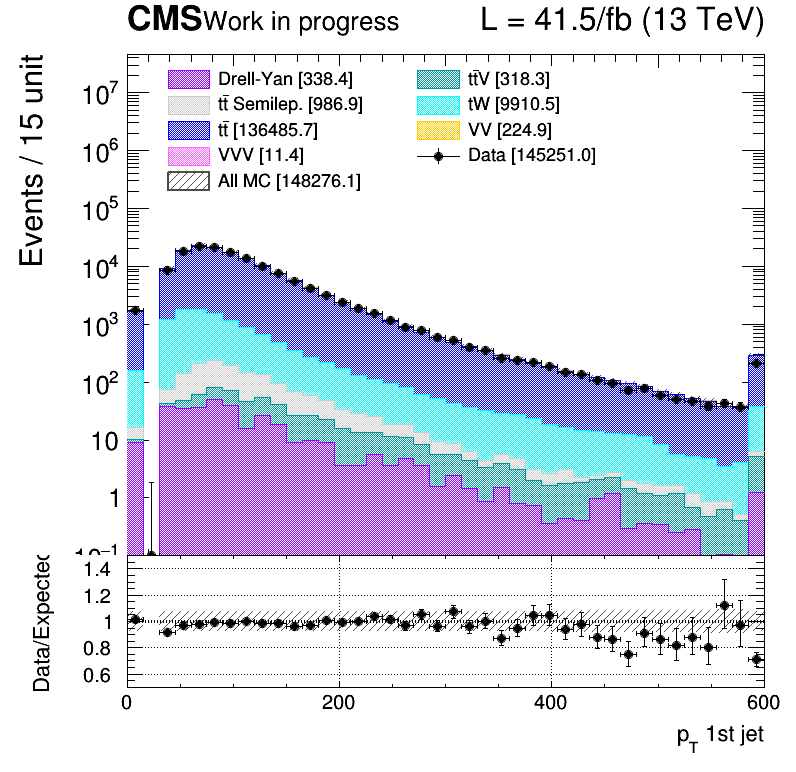 CMS Work in progress L = 41.5/fb (13 TeV)
Events / 15 unit
Drell-Yan [338.4] tt̄V [318.3]
tt̄ Semilep. [986.9] tW [9910.5]
tt̄ [136485.7] VV [224.9]
VVV [11.4] Data [145251.0]
All MC [148276.1]
10⁷
10⁶
10⁵
10⁴
10³
10²
10
1
10⁻¹
Data/Expected
1.4
1.2
1
0.8
0.6
0 200 400 600
p_T 1st jet